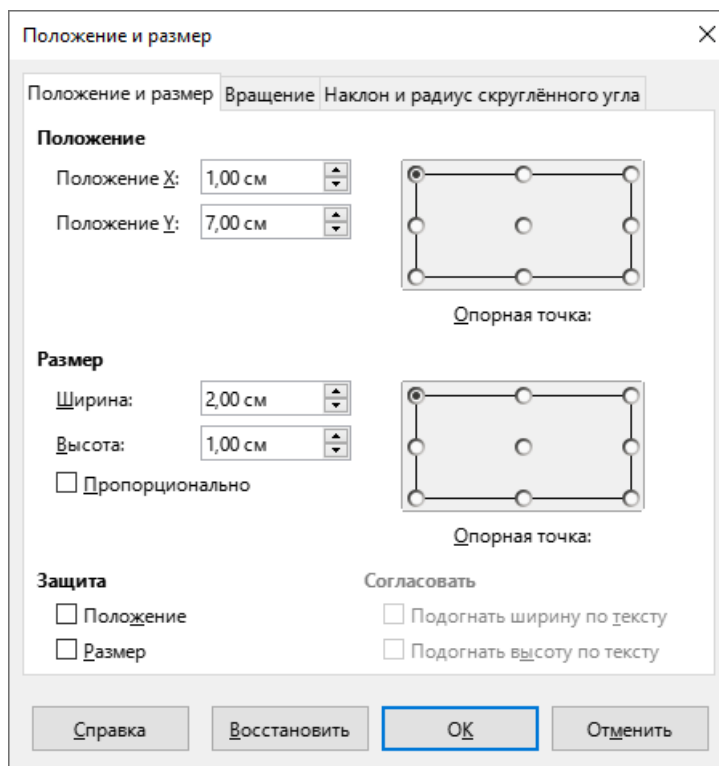 Положение и размер
Положение и размер Вращение Наклон и радиус скруглённого угла
Положение
Положение X: 1,00 см
Положение Y: 7,00 см
Опорная точка:
Размер
Ширина: 2,00 см
Высота: 1,00 см
Пропорционально
Опорная точка:
Защита Согласовать
Положение Подогнать ширину по тексту
Размер Подогнать высоту по тексту
Справка Восстановить OK Отменить